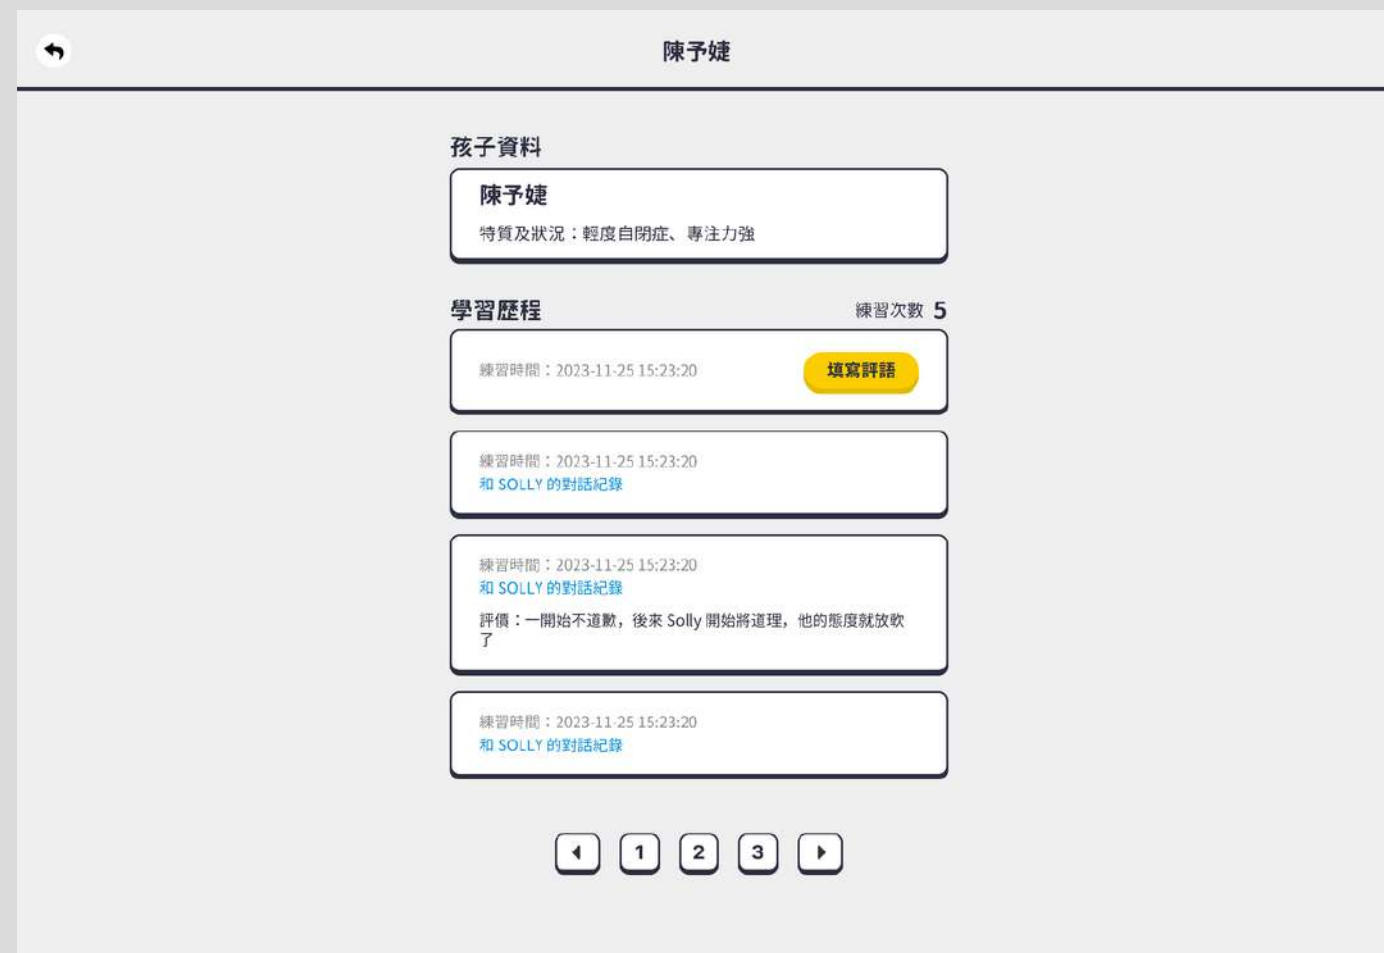 陳予婕
孩子資料
陳予婕
特質及狀況：輕度自閉症、專注力強
學習歷程
練習次數 5
練習時間：2023-11-25 15:23:20
填寫評語
練習時間：2023-11-25 15:23:20
和 SOLLY 的對話紀錄
練習時間：2023-11-25 15:23:20
和 SOLLY 的對話紀錄
評價：一開始不道歉，後來 Solly 開始將道理，他的態度就放軟
了
練習時間：2023-11-25 15:23:20
和 SOLLY 的對話紀錄
1 2 3